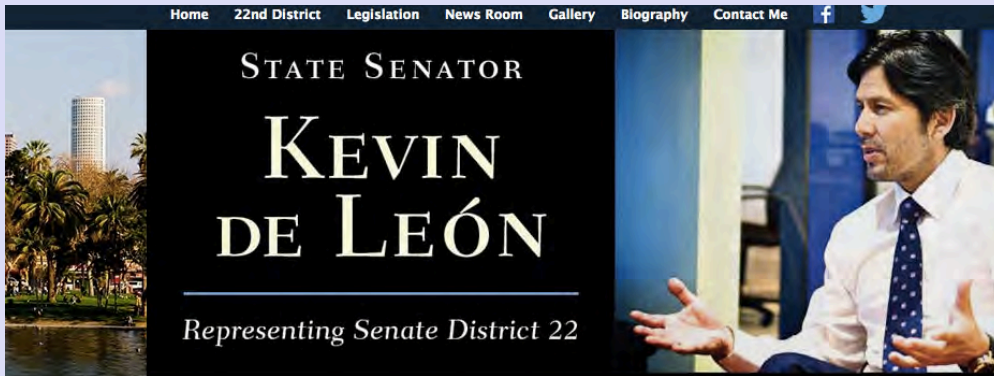 Home 22nd District Legislation News Room Gallery Biography Contact Me f
STATE SENATOR
KEVIN
DE LEÓN
Representing Senate District 22